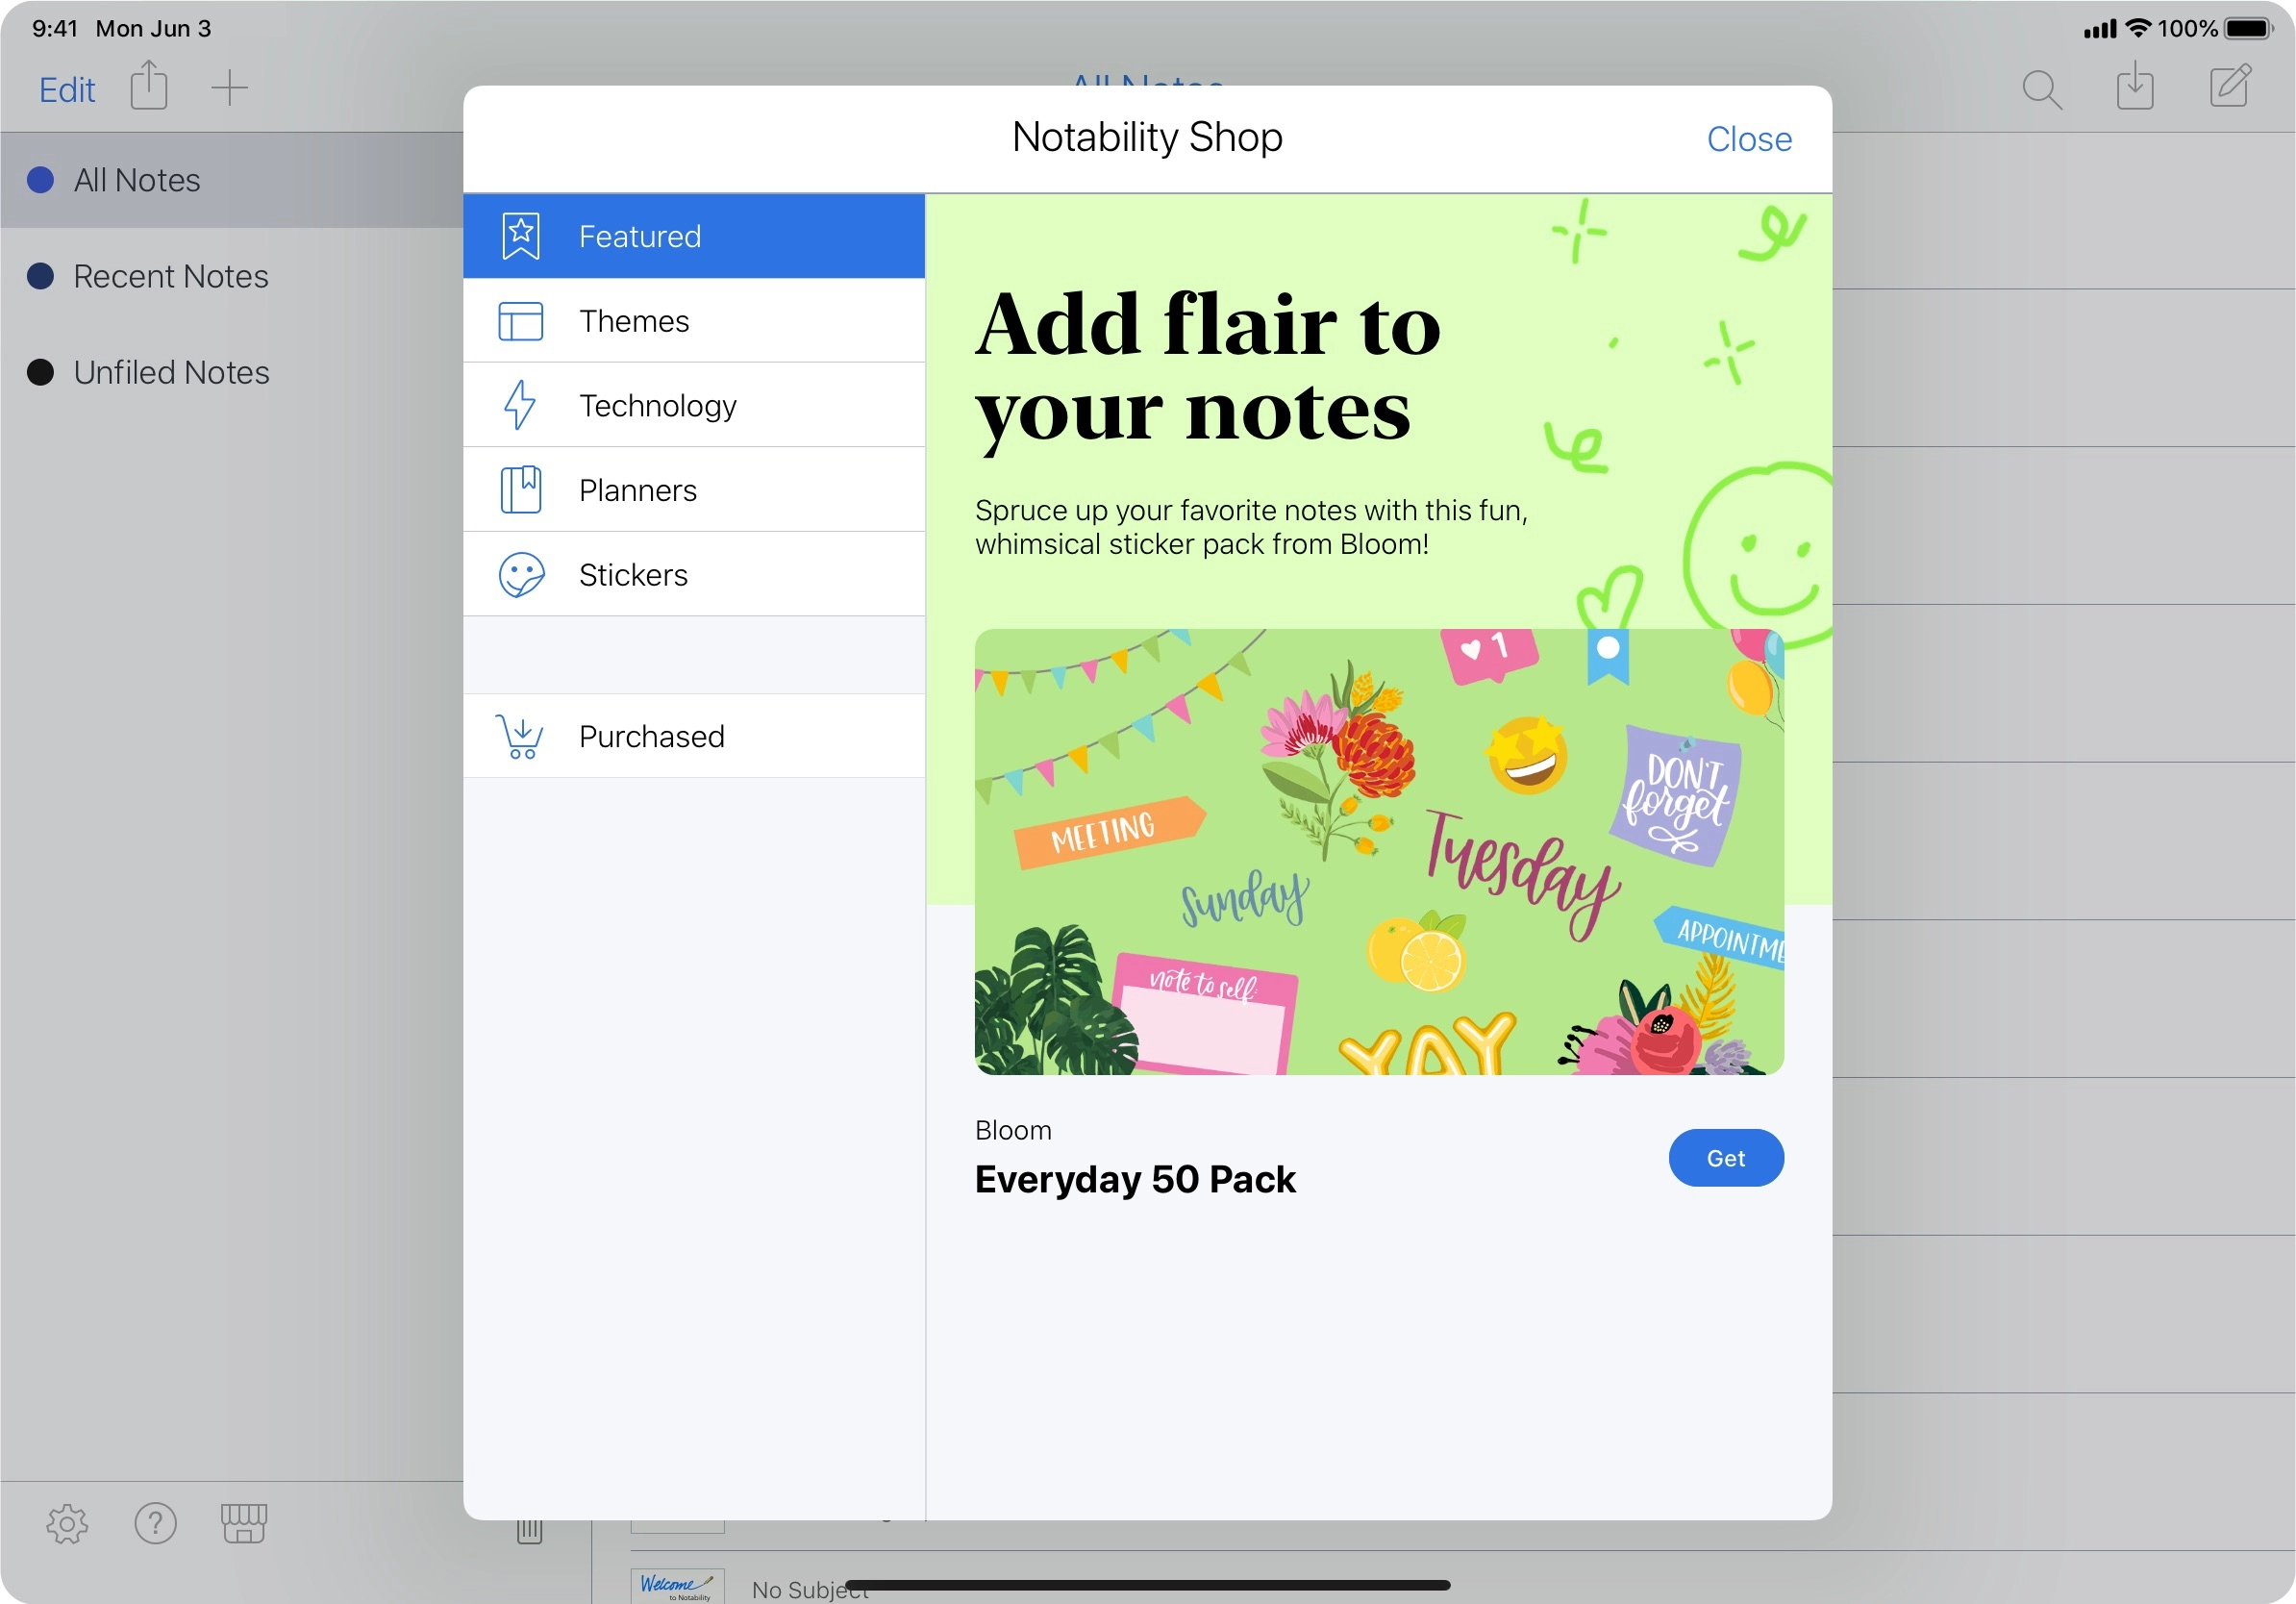 9:41 Mon Jun 3
100%
Edit
All Notes
All Notes
Recent Notes
Unfiled Notes
Notability Shop
Close
Featured
Themes
Technology
Planners
Stickers
Purchased
Add flair to
your notes
Spruce up your favorite notes with this fun,
whimsical sticker pack from Bloom!
1
DON'T
forget
MEETING
Tuesday
Sunday
APPOINTME
note to self:
YAY
Bloom
Everyday 50 Pack
Get
?
Welcome
to Notability
No Subject